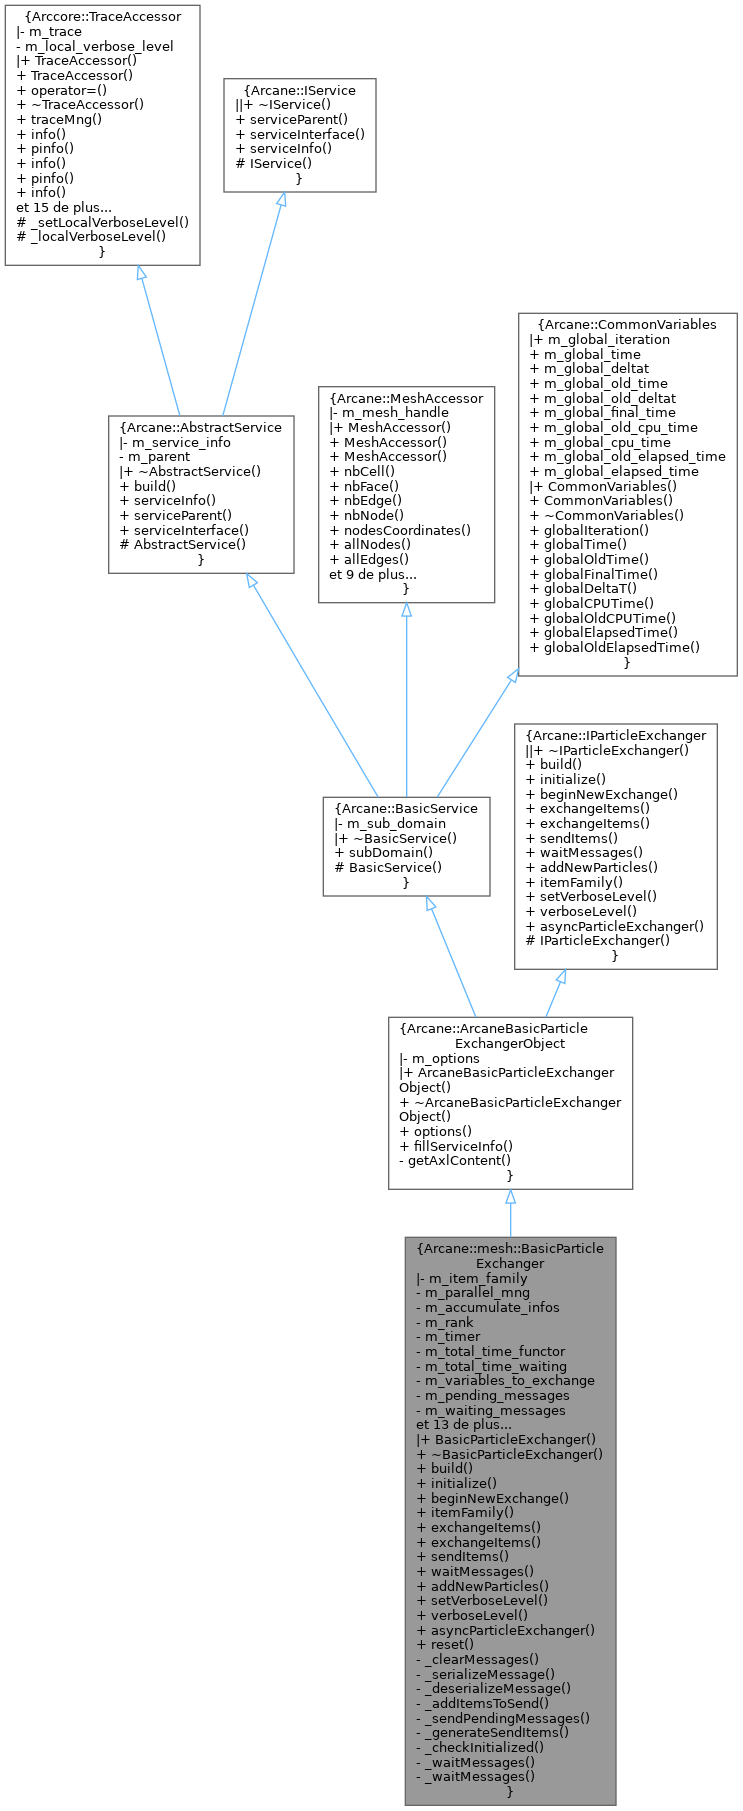 {Arccore::TraceAccessor
|- m_trace
- m_local_verbose_level
|+ TraceAccessor()
+ TraceAccessor()
+ operator=()
+ ~TraceAccessor()
+ traceMng()
+ info()
+ pinfo()
+ info()
+ pinfo()
+ info()
et 15 de plus...
# _setLocalVerboseLevel()
# _localVerboseLevel()
}
{Arcane::IService
||+ ~IService()
+ serviceParent()
+ serviceInterface()
+ serviceInfo()
# IService()
}
{Arcane::CommonVariables
|+ m_global_iteration
+ m_global_time
+ m_global_deltat
+ m_global_old_time
+ m_global_old_deltat
+ m_global_final_time
+ m_global_old_cpu_time
+ m_global_cpu_time
+ m_global_old_elapsed_time
+ m_global_elapsed_time
|+ CommonVariables()
+ CommonVariables()
+ ~CommonVariables()
+ globalIteration()
+ globalTime()
+ globalOldTime()
+ globalFinalTime()
+ globalDeltaT()
+ globalCPUTime()
+ globalOldCPUTime()
+ globalElapsedTime()
+ globalOldElapsedTime()
}
{Arcane::MeshAccessor
|- m_mesh_handle
|+ MeshAccessor()
+ MeshAccessor()
+ MeshAccessor()
+ nbCell()
+ nbFace()
+ nbEdge()
+ nbNode()
+ nodesCoordinates()
+ allNodes()
+ allEdges()
et 9 de plus...
}
{Arcane::AbstractService
|- m_service_info
- m_parent
|+ ~AbstractService()
+ build()
+ serviceInfo()
+ serviceParent()
+ serviceInterface()
# AbstractService()
}
{Arcane::IParticleExchanger
||+ ~IParticleExchanger()
+ build()
+ initialize()
+ beginNewExchange()
+ exchangeItems()
+ exchangeItems()
+ sendItems()
+ waitMessages()
+ addNewParticles()
+ itemFamily()
+ setVerboseLevel()
+ verboseLevel()
+ asyncParticleExchanger()
# IParticleExchanger()
}
{Arcane::BasicService
|- m_sub_domain
|+ ~BasicService()
+ subDomain()
# BasicService()
}
{Arcane::ArcaneBasicParticle
ExchangerObject
|- m_options
|+ ArcaneBasicParticleExchanger
Object()
+ ~ArcaneBasicParticleExchanger
Object()
+ options()
+ fillServiceInfo()
- getAxlContent()
}
{Arcane::mesh::BasicParticle
Exchanger
|- m_item_family
- m_parallel_mng
- m_accumulate_infos
- m_rank
- m_timer
- m_total_time_functor
- m_total_time_waiting
- m_variables_to_exchange
- m_pending_messages
- m_waiting_messages
et 13 de plus...
|+ BasicParticleExchanger()
+ ~BasicParticleExchanger()
+ build()
+ initialize()
+ beginNewExchange()
+ itemFamily()
+ exchangeItems()
+ exchangeItems()
+ sendItems()
+ waitMessages()
+ addNewParticles()
+ setVerboseLevel()
+ verboseLevel()
+ asyncParticleExchanger()
+ reset()
- _clearMessages()
- _serializeMessage()
- _deserializeMessage()
- _addItemsToSend()
- _sendPendingMessages()
- _generateSendItems()
- _checkInitialized()
- _waitMessages()
- _waitMessages()
}